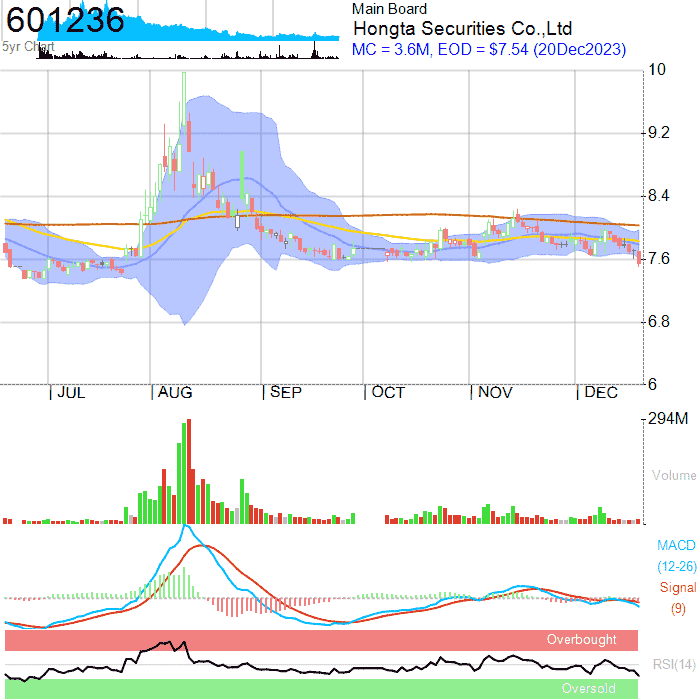 601236
5yr Chart
Main Board
Hongta Securities Co.,Ltd
MC = 3.6M, EOD = $7.54 (20Dec2023)
10
9.2
8.4
7.6
6.8
6
JUL AUG SEP OCT NOV DEC
294M
Volume
MACD
(12-26)
Signal
(9)
Overbought
RSI(14)
Oversold